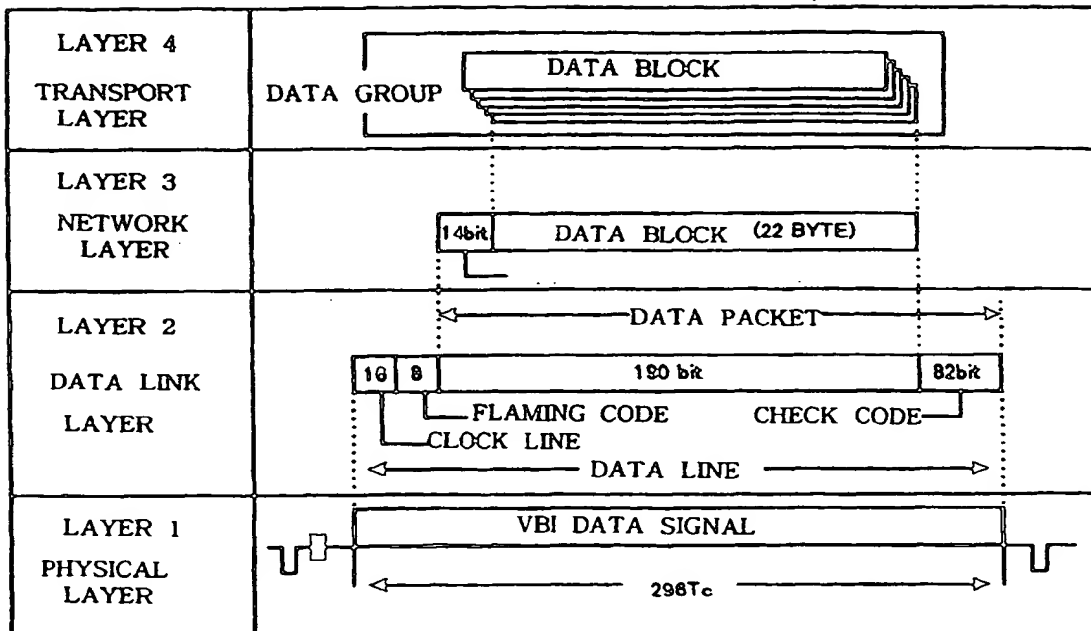 LAYER 4
TRANSPORT
LAYER
DATA GROUP
DATA BLOCK
LAYER 3
NETWORK
LAYER
14bit
DATA BLOCK (22 BYTE)
LAYER 2
DATA LINK
LAYER
DATA PACKET
16
8
190 bit
82bit
FLAMING CODE
CHECK CODE
CLOCK LINE
DATA LINE
LAYER 1
PHYSICAL
LAYER
VBI DATA SIGNAL
296Tc